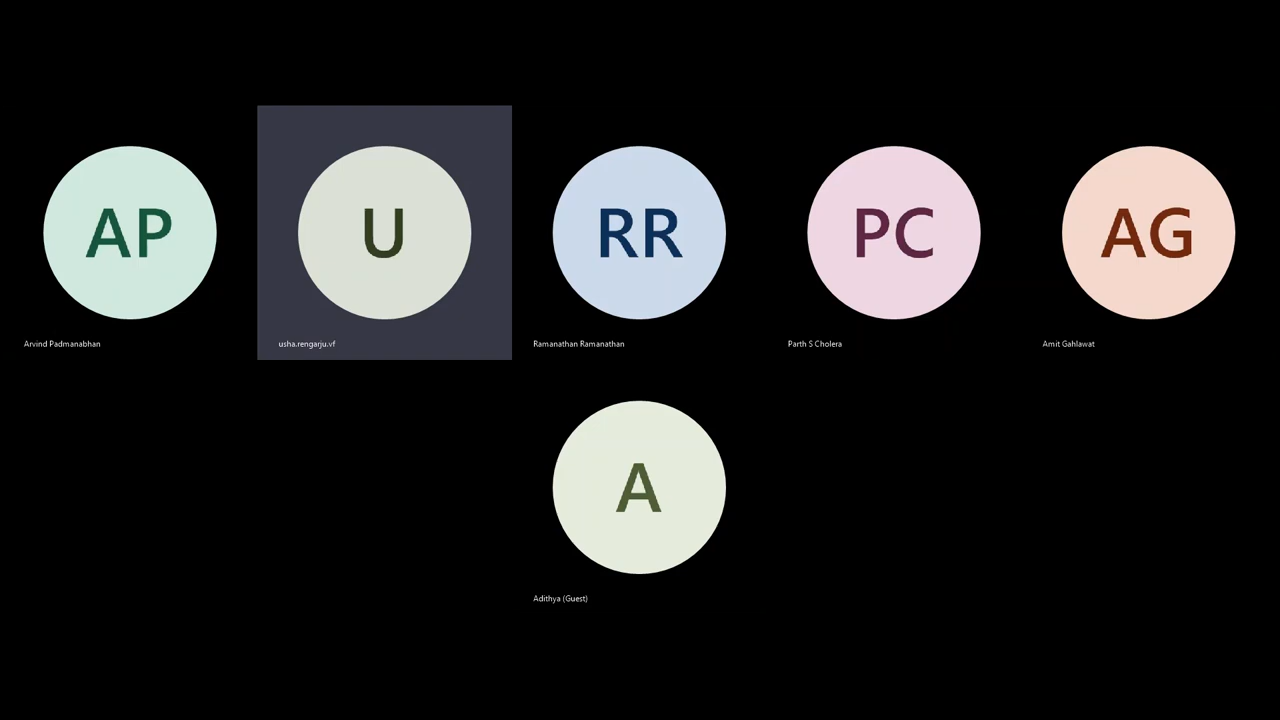 AP
U
RR
PC
AG
Arvind Padmanabhan
usha.rengarju.vf
Ramanathan Ramanathan
Parth S Cholera
Amit Gahlawat
A
Adithya (Guest)